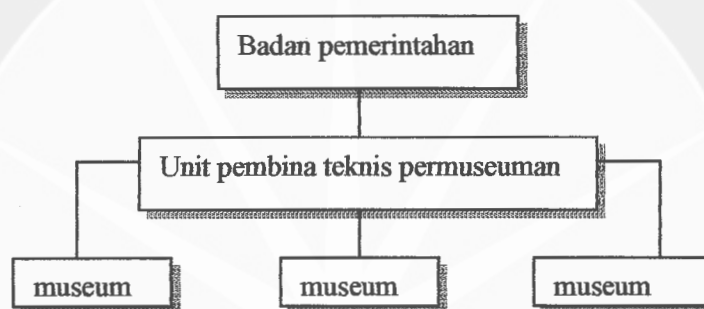 Badan pemerintahan
Unit pembina teknis permuseuman
museum museum museum